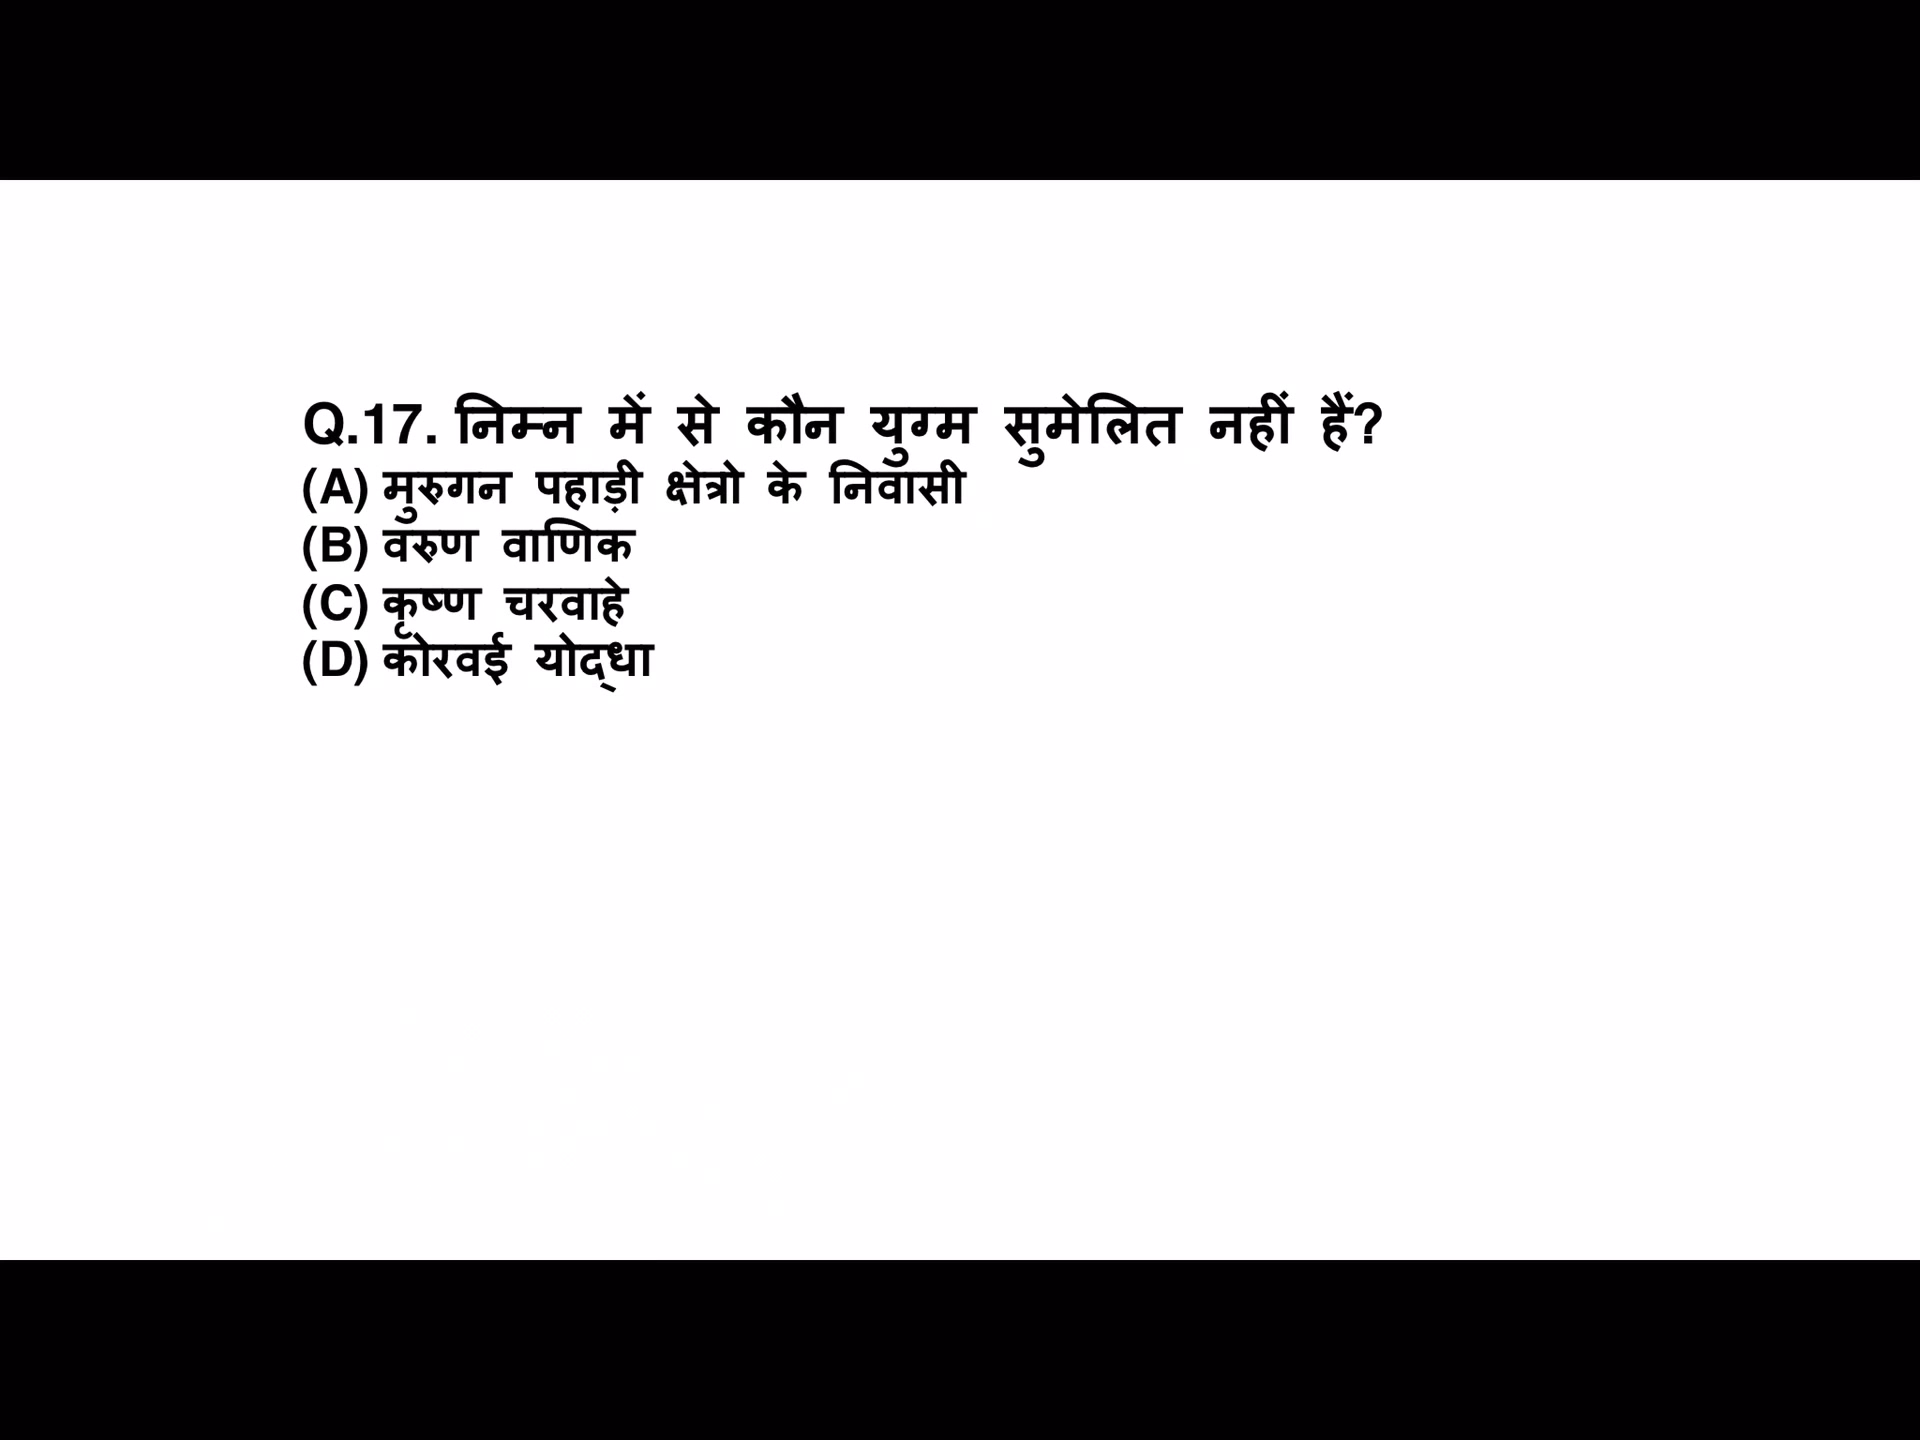 Q.17. निम्न में से कौन युग्म सुमेलित नहीं हैं?
(A) मुरुगन पहाड़ी क्षेत्रो के निवासी
(B) वरुण वाणिक
(C) कृष्ण चरवाहे
(D) कोरवई योद्धा